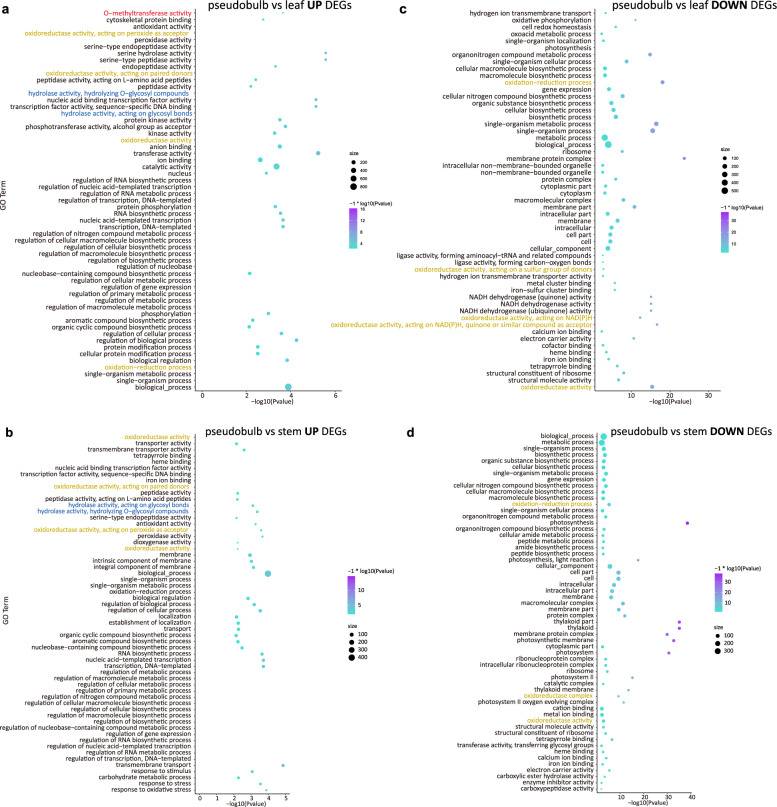 a
pseudobulb vs leaf UP DEGs
O-methyltransferase activity
cytoskeletal protein binding
antioxidant activity
oxidoreductase activity, acting on peroxide as acceptor
peroxidase activity
serine-type endopeptidase activity
serine hydrolase activity
serine-type peptidase activity
endopeptidase activity
oxidoreductase activity, acting on paired donors
peptidase activity, acting on L-amino acid peptides
peptidase activity
hydrolase activity, hydrolyzing O-glycosyl compounds
nucleic acid binding transcription factor activity
transcription factor activity, sequence-specific DNA binding
hydrolase activity, acting on glycosyl bonds
protein kinase activity
phosphotransferase activity, alcohol group as acceptor
kinase activity
oxidoreductase activity
anion binding
transferase activity
ion binding
catalytic activity
nucleus
regulation of RNA biosynthetic process
regulation of nucleic acid-templated transcription
regulation of RNA metabolic process
regulation of transcription, DNA-templated
protein phosphorylation
RNA biosynthetic process
nucleic acid-templated transcription
transcription, DNA-templated
regulation of nitrogen compound metabolic process
regulation of cellular macromolecule biosynthetic process
regulation of cellular biosynthetic process
regulation of macromolecule biosynthetic process
regulation of biosynthetic process
regulation of nucleobase
nucleobase-containing compound biosynthetic process
regulation of cellular metabolic process
regulation of gene expression
regulation of primary metabolic process
regulation of metabolic process
regulation of macromolecule metabolic process
phosphorylation
aromatic compound biosynthetic process
organic cyclic compound biosynthetic process
regulation of cellular process
regulation of biological process
protein modification process
cellular protein modification process
biological regulation
oxidation-reduction process
single-organism metabolic process
single-organism process
biological_process
GO Term
0 2 4 6
-log10(Pvalue)
size
200
400
600
800
-1 * log10(Pvalue)
16
12
8
4
b
pseudobulb vs stem UP DEGs
oxidoreductase activity
transporter activity
transmembrane transporter activity
tetrapyrrole binding
heme binding
nucleic acid binding transcription factor activity
transcription factor activity, sequence-specific DNA binding
iron ion binding
oxidoreductase activity, acting on paired donors
peptidase activity
peptidase activity, acting on L-amino acid peptides
hydrolase activity, acting on glycosyl bonds
hydrolase activity, hydrolyzing O-glycosyl compounds
serine-type endopeptidase activity
antioxidant activity
oxidoreductase activity, acting on peroxide as acceptor
peroxidase activity
dioxygenase activity
oxidoreductase activity
membrane
intrinsic component of membrane
integral component of membrane
biological_process
single-organism process
single-organism metabolic process
oxidation-reduction process
biological regulation
regulation of biological process
regulation of cellular process
localization
establishment of localization
transport
organic cyclic compound biosynthetic process
aromatic compound biosynthetic process
nucleobase-containing compound biosynthetic process
RNA biosynthetic process
nucleic acid-templated transcription
transcription, DNA-templated
regulation of metabolic process
regulation of macromolecule metabolic process
regulation of cellular metabolic process
regulation of primary metabolic process
regulation of nitrogen compound metabolic process
regulation of cellular macromolecule biosynthetic process
regulation of cellular biosynthetic process
regulation of macromolecule biosynthetic process
regulation of biosynthetic process
regulation of nucleobase-containing compound metabolic process
regulation of gene expression
regulation of RNA biosynthetic process
regulation of nucleic acid-templated transcription
regulation of RNA metabolic process
regulation of transcription, DNA-templated
transmembrane transport
response to stimulus
carbohydrate metabolic process
response to stress
response to oxidative stress
GO Term
0 1 2 3 4 5
-log10(Pvalue)
-1 * log10(Pvalue)
10
5
size
100
200
300
400
c
pseudobulb vs leaf DOWN DEGs
hydrogen ion transmembrane transport
oxidative phosphorylation
cell redox homeostasis
oxoacid metabolic process
single-organism localization
photosynthesis
organonitrogen compound metabolic process
single-organism cellular process
cellular macromolecule biosynthetic process
macromolecule biosynthetic process
oxidation-reduction process
gene expression
cellular nitrogen compound biosynthetic process
organic substance biosynthetic process
cellular biosynthetic process
biosynthetic process
single-organism metabolic process
single-organism process
metabolic process
biological_process
ribosome
membrane protein complex
intracellular non-membrane-bounded organelle
non-membrane-bounded organelle
protein complex
cytoplasmic part
cytoplasm
macromolecular complex
membrane part
intracellular part
membrane
intracellular
cell part
cell
cellular_component
ligase activity, forming aminoacyl-tRNA and related compounds
ligase activity, forming carbon-oxygen bonds
oxidoreductase activity, acting on a sulfur group of donors
hydrogen ion transmembrane transporter activity
metal cluster binding
iron-sulfur cluster binding
NADH dehydrogenase (quinone) activity
NADH dehydrogenase activity
NADH dehydrogenase (ubiquinone) activity
oxidoreductase activity, acting on NAD(P)H
oxidoreductase activity, acting on NAD(P)H, quinone or similar compound as acceptor
calcium ion binding
electron carrier activity
cofactor binding
heme binding
iron ion binding
tetrapyrrole binding
structural constituent of ribosome
structural molecule activity
oxidoreductase activity
0 10 20 30
-log10(Pvalue)
size
100
200
300
400
500
-1 * log10(Pvalue)
30
20
10
d
pseudobulb vs stem DOWN DEGs
biological_process
metabolic process
single-organism process
biosynthetic process
organic substance biosynthetic process
cellular biosynthetic process
single-organism metabolic process
gene expression
cellular nitrogen compound biosynthetic process
cellular macromolecule biosynthetic process
macromolecule biosynthetic process
oxidation-reduction process
single-organism cellular process
organonitrogen compound metabolic process
photosynthesis
organonitrogen compound biosynthetic process
cellular amide metabolic process
peptide metabolic process
amide biosynthetic process
peptide biosynthetic process
photosynthesis, light reaction
cellular_component
cell part
cell
intracellular
intracellular part
membrane
macromolecular complex
membrane part
protein complex
thylakoid part
thylakoid
membrane protein complex
photosynthetic membrane
cytoplasmic part
photosystem
ribonucleoprotein complex
intracellular ribonucleoprotein complex
ribosome
photosystem II
catalytic complex
thylakoid membrane
oxidoreductase complex
photosystem II oxygen evolving complex
cation binding
metal ion binding
oxidoreductase activity
structural molecule activity
structural constituent of ribosome
tetrapyrrole binding
transferase activity, transferring glycosyl groups
heme binding
calcium ion binding
iron ion binding
electron carrier activity
carboxylic ester hydrolase activity
enzyme inhibitor activity
carboxypeptidase activity
0 10 20 30 40
-log10(Pvalue)
-1 * log10(Pvalue)
30
20
10
size
100
200
300